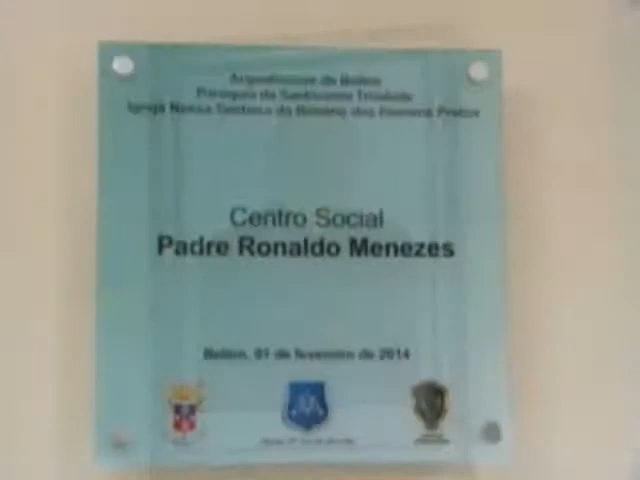 Arquidiocese de Belém
Paróquia da Santíssima Trindade
Igreja Nossa Senhora do Rosário dos Homens Pretos
Centro Social
Padre Ronaldo Menezes
Belém, 01 de fevereiro de 2014